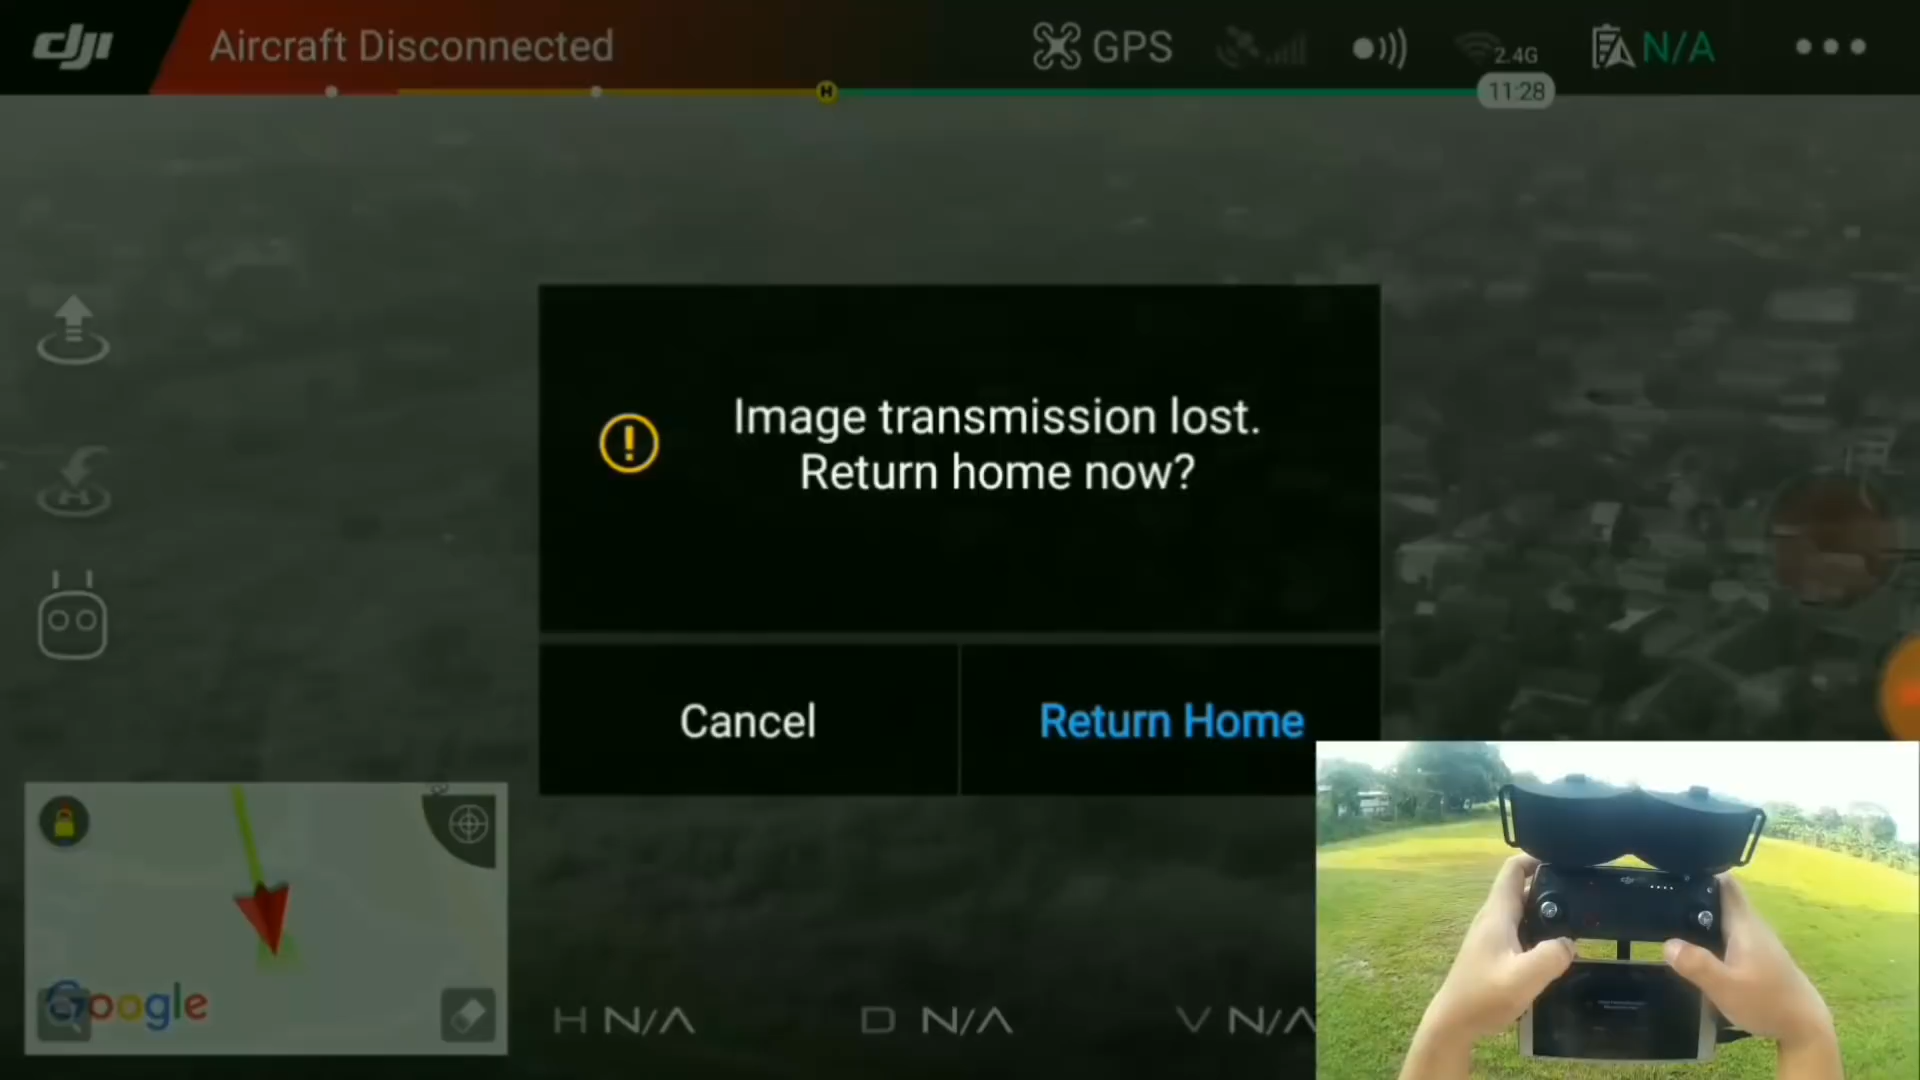 dji
Aircraft Disconnected
GPS
2.4G
N/A
11:28
H
Image transmission lost.
Return home now?
Cancel
Return Home
Google
H N/A
D N/A
V N/A